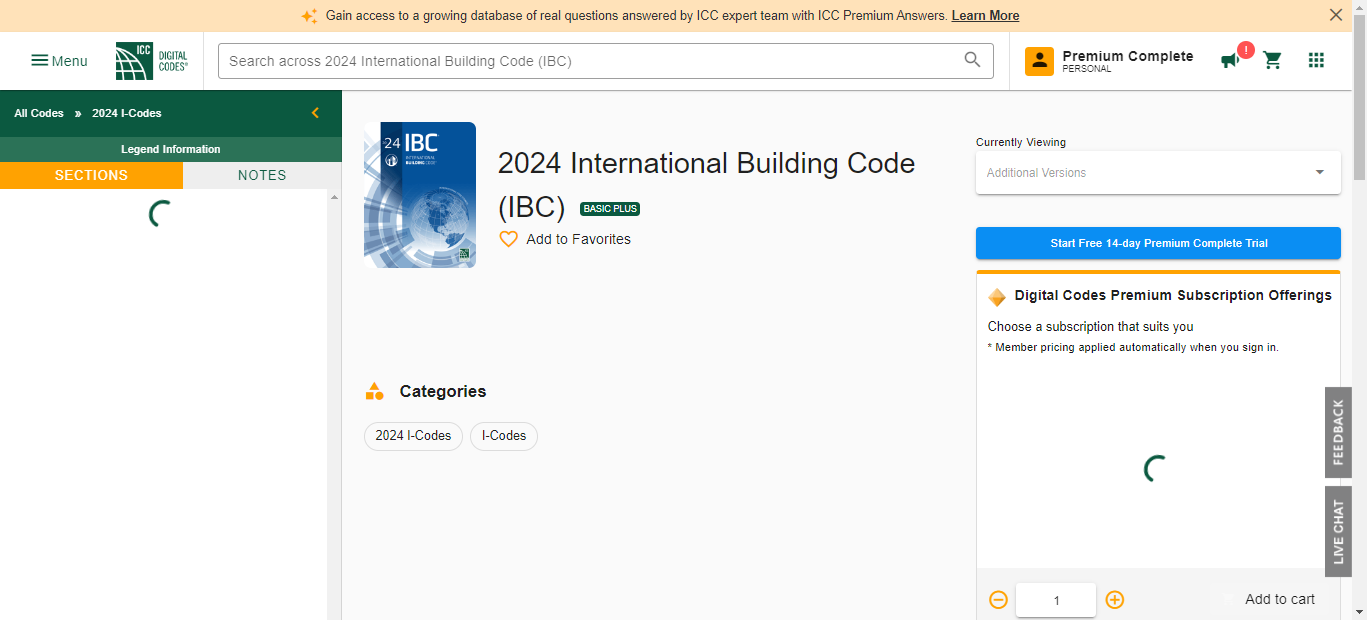 Gain access to a growing database of real questions answered by ICC expert team with ICC Premium Answers. Learn More
Menu
ICC
DIGITAL
CODES®
Search across 2024 International Building Code (IBC)
Premium Complete
PERSONAL
!
All Codes » 2024 I-Codes
Legend Information
SECTIONS
NOTES
24
IBC
INTERNATIONAL
BUILDING CODE
2024 International Building Code
(IBC) BASIC PLUS
Add to Favorites
Categories
2024 I-Codes
I-Codes
Currently Viewing
Additional Versions
Start Free 14-day Premium Complete Trial
Digital Codes Premium Subscription Offerings
Choose a subscription that suits you
* Member pricing applied automatically when you sign in.
1
Add to cart
FEEDBACK
LIVE CHAT